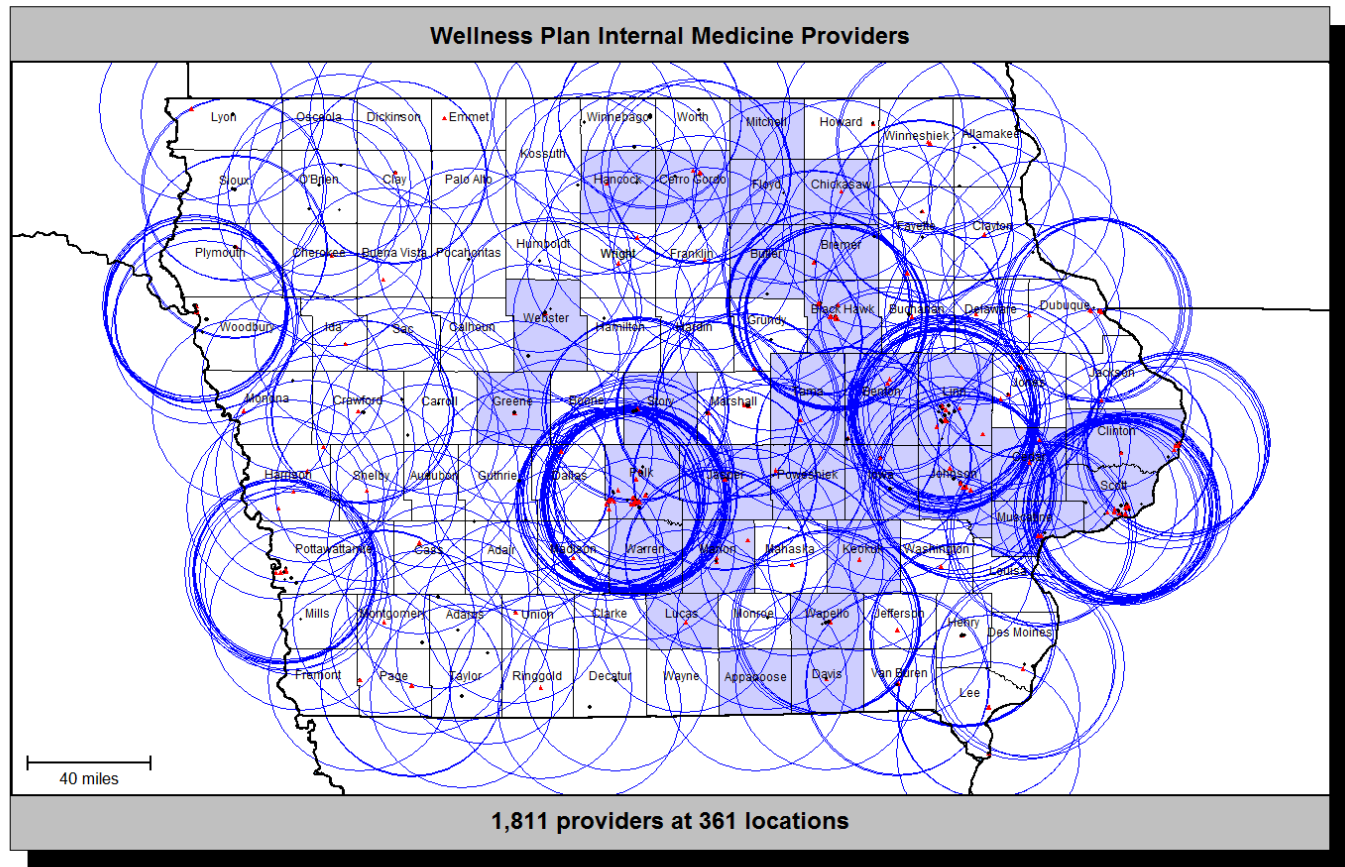 Wellness Plan Internal Medicine Providers
Lyon Osceola Dickinson Emmet Winnebago Worth Mitchell Howard Winneshiek Allamakee
Kossuth
Sioux O'Brien Clay Palo Alto Hancock Cerro Gordo Floyd Chickasaw
Fayette Clayton
Plymouth Cherokee Buena Vista Pocahontas Humboldt Wright Franklin Butler Bremer
Woodbury Ida Sac Calhoun Webster Hamilton Hardin Grundy Black Hawk Buchanan Delaware Dubuque
Monona Crawford Carroll Greene Boone Story Marshall Tama Benton Linn Jones Jackson
Clinton
Harrison Shelby Audubon Guthrie Dallas Polk Jasper Poweshiek Iowa Johnson Cedar Scott
Muscatine
Pottawattamie Cass Adair Madison Warren Marion Mahaska Keokuk Washington Louisa
Mills Montgomery Adams Union Clarke Lucas Monroe Wapello Jefferson Henry Des Moines
Fremont Page Taylor Ringgold Decatur Wayne Appanoose Davis Van Buren Lee
40 miles
1,811 providers at 361 locations